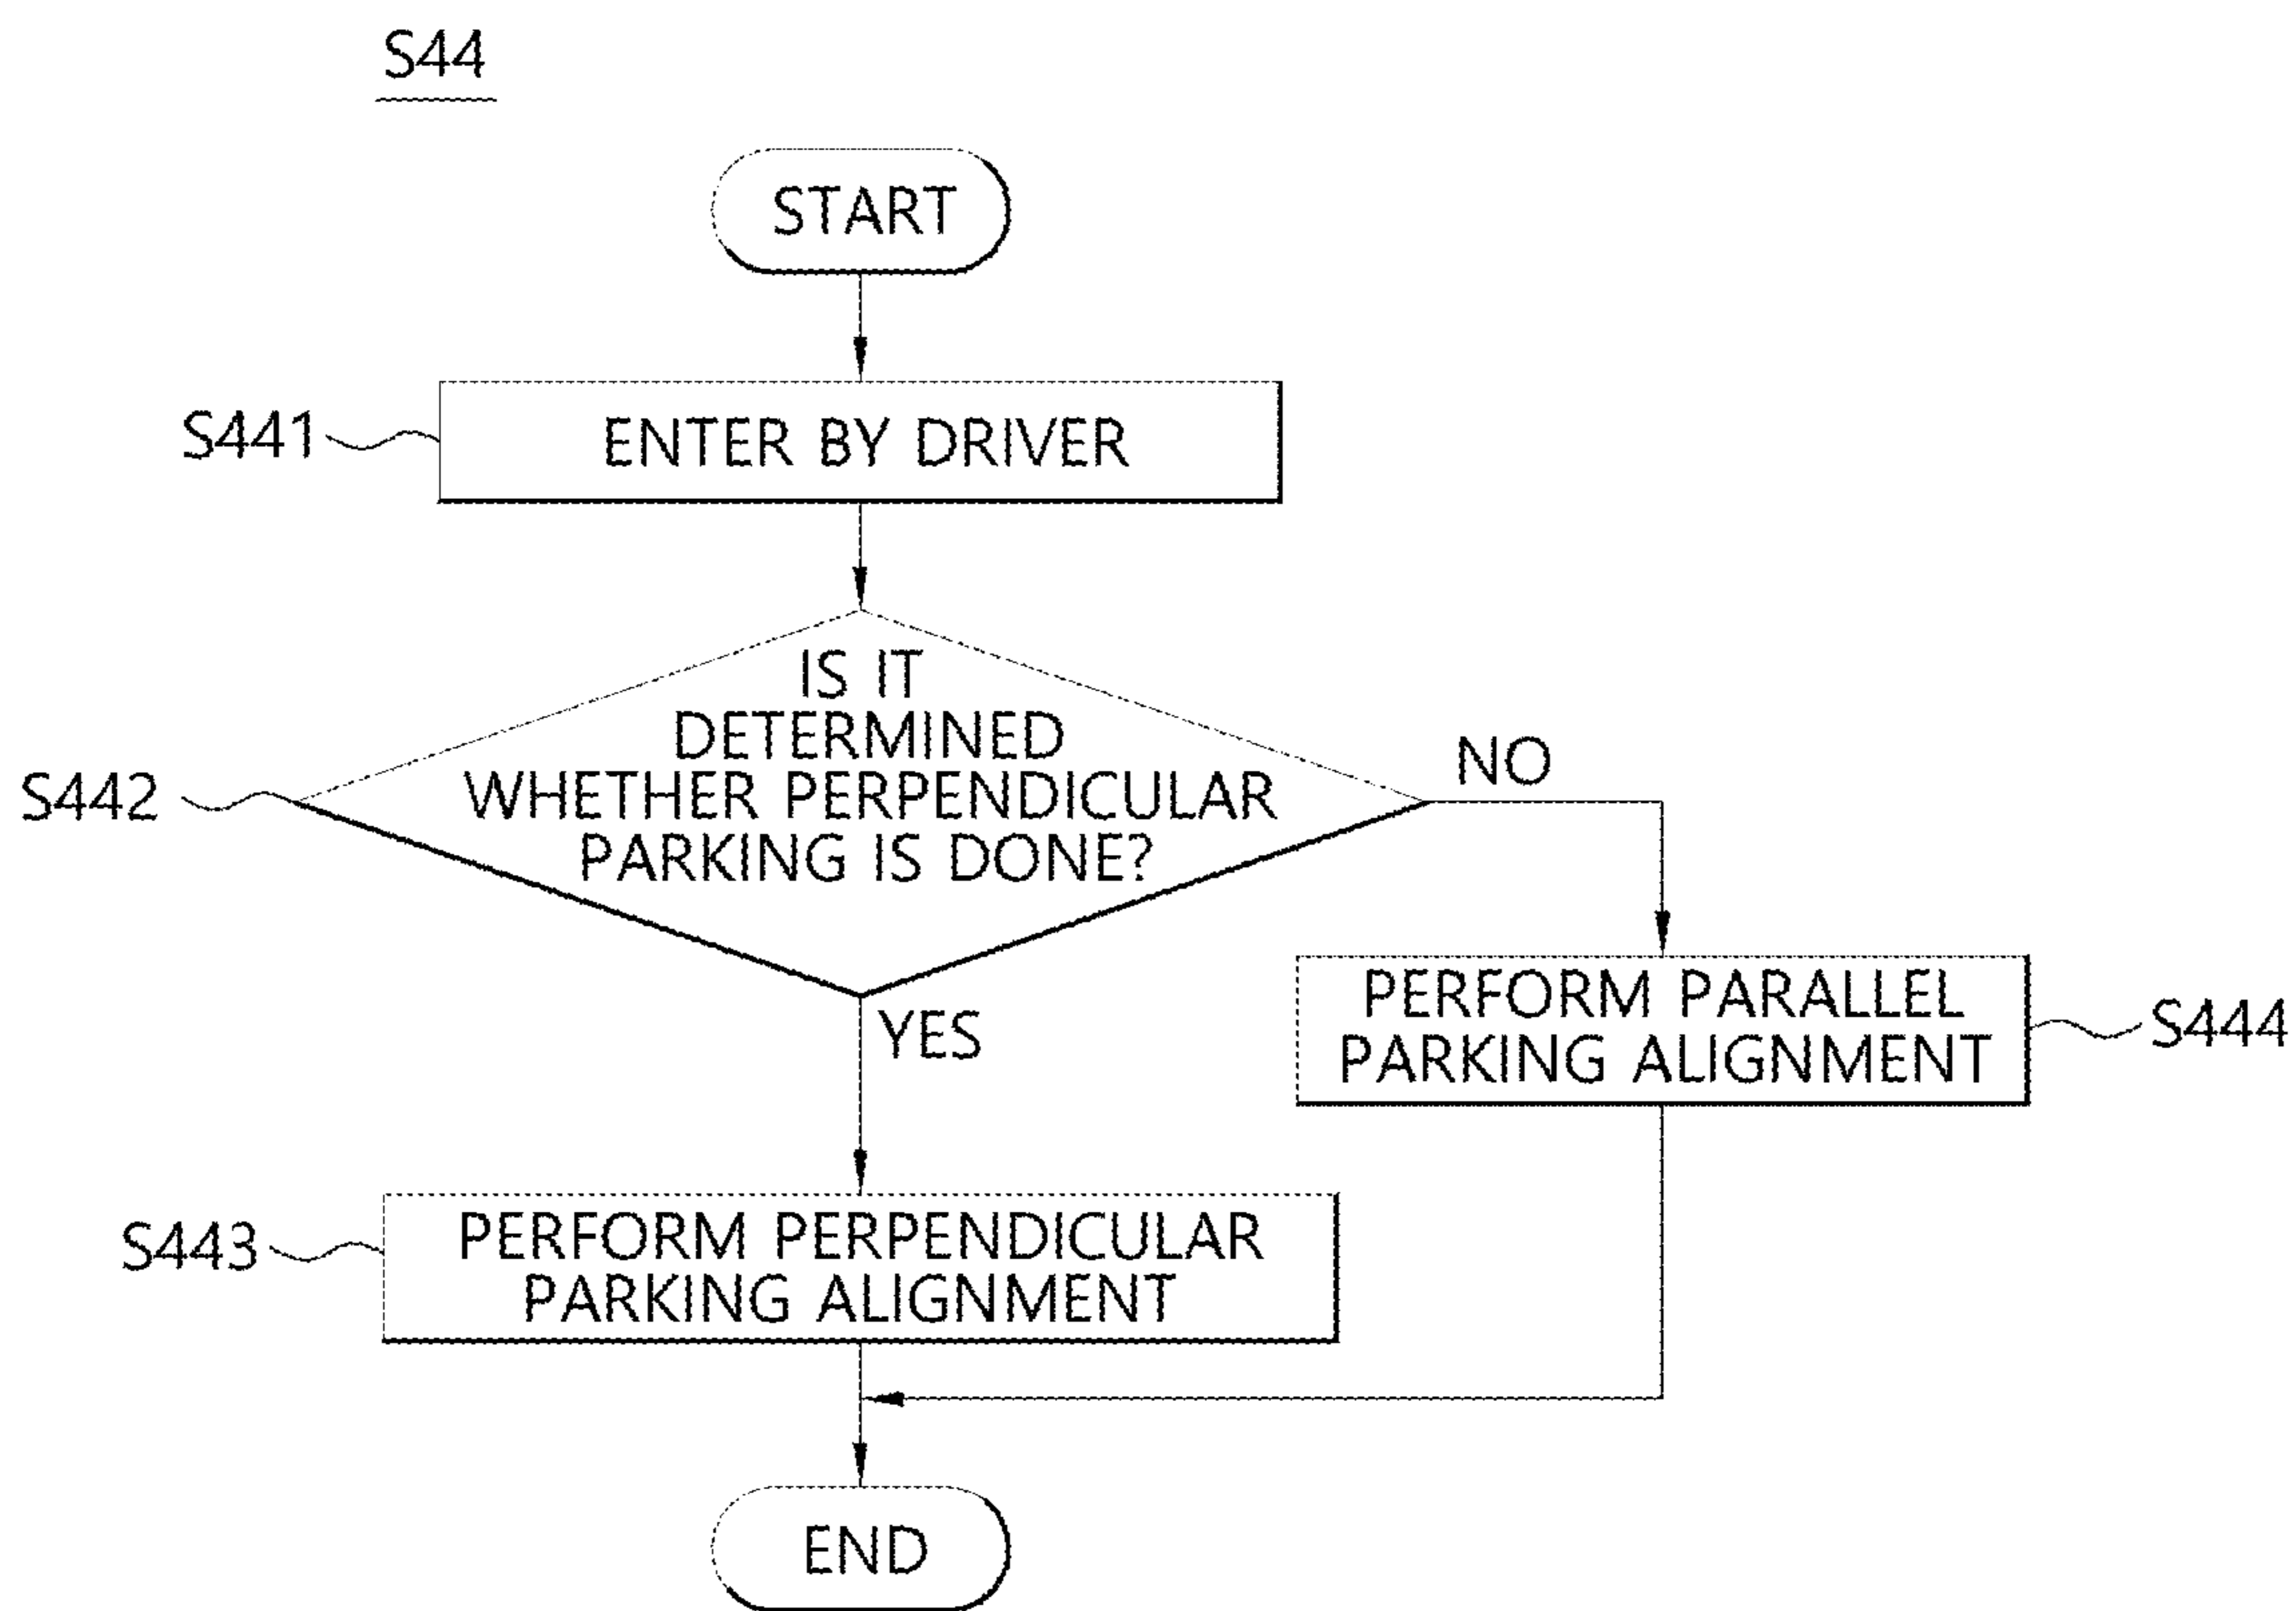 S44
START
S441
ENTER BY DRIVER
IS IT
DETERMINED
WHETHER PERPENDICULAR
PARKING IS DONE?
S442
NO
YES
PERFORM PARALLEL
PARKING ALIGNMENT
S444
S443
PERFORM PERPENDICULAR
PARKING ALIGNMENT
END